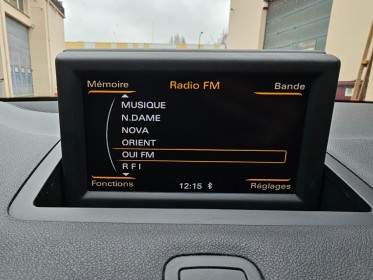 Mémoire Radio FM Bande
MUSIQUE
N.DAME
NOVA
ORIENT
OUI FM
R F I
Fonctions 12:15 Réglages